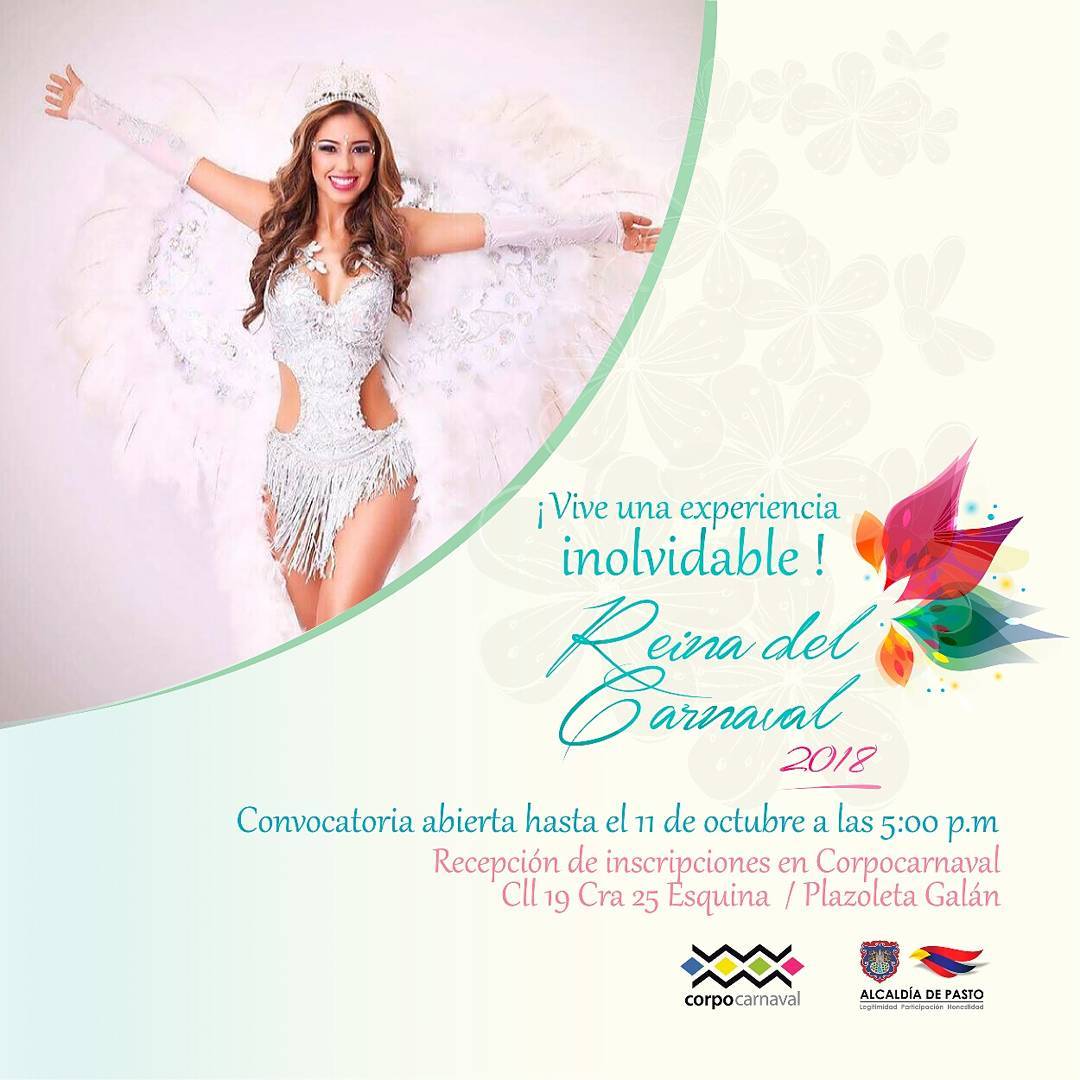 ¡Vive una experiencia
inolvidable !
Reina del
Carnaval
2018
Convocatoria abierta hasta el 11 de octubre a las 5:00 p.m
Recepción de inscripciones en Corpocarnaval
Cll 19 Cra 25 Esquina / Plazoleta Galán
corpocarnaval
ALCALDÍA DE PASTO
Legitimidad Participación Honestidad